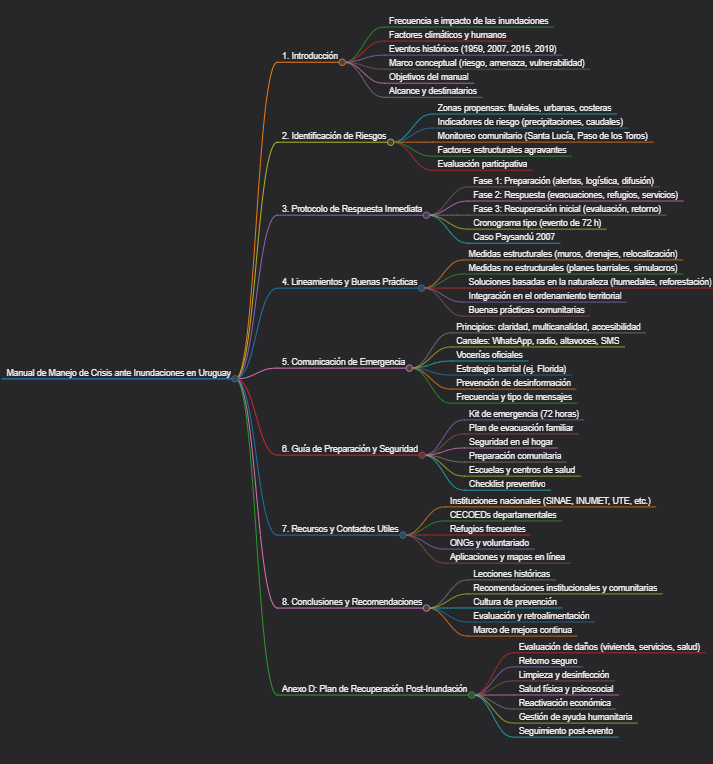 Manual de Manejo de Crisis ante Inundaciones en Uruguay
1. Introducción
Frecuencia e impacto de las inundaciones
Factores climáticos y humanos
Eventos históricos (1959, 2007, 2015, 2019)
Marco conceptual (riesgo, amenaza, vulnerabilidad)
Objetivos del manual
Alcance y destinatarios
2. Identificación de Riesgos
Zonas propensas: fluviales, urbanas, costeras
Indicadores de riesgo (precipitaciones, caudales)
Monitoreo comunitario (Santa Lucía, Paso de los Toros)
Factores estructurales agravantes
Evaluación participativa
3. Protocolo de Respuesta Inmediata
Fase 1: Preparación (alertas, logística, difusión)
Fase 2: Respuesta (evacuaciones, refugios, servicios)
Fase 3: Recuperación inicial (evaluación, retorno)
Cronograma tipo (evento de 72 h)
Caso Paysandú 2007
4. Lineamientos y Buenas Prácticas
Medidas estructurales (muros, drenajes, relocalización)
Medidas no estructurales (planes barriales, simulacros)
Soluciones basadas en la naturaleza (humedales, reforestación)
Integración en el ordenamiento territorial
Buenas prácticas comunitarias
5. Comunicación de Emergencia
Principios: claridad, multicanalidad, accesibilidad
Canales: WhatsApp, radio, altavoces, SMS
Vocerías oficiales
Estrategia barrial (ej. Florida)
Prevención de desinformación
Frecuencia y tipo de mensajes
6. Guía de Preparación y Seguridad
Kit de emergencia (72 horas)
Plan de evacuación familiar
Seguridad en el hogar
Preparación comunitaria
Escuelas y centros de salud
Checklist preventivo
7. Recursos y Contactos Utiles
Instituciones nacionales (SINAE, INUMET, UTE, etc.)
CECOEDs departamentales
Refugios frecuentes
ONGs y voluntariado
Aplicaciones y mapas en línea
8. Conclusiones y Recomendaciones
Lecciones históricas
Recomendaciones institucionales y comunitarias
Cultura de prevención
Evaluación y retroalimentación
Marco de mejora continua
Anexo D: Plan de Recuperación Post-Inundación
Evaluación de daños (vivienda, servicios, salud)
Retorno seguro
Limpieza y desinfección
Salud física y psicosocial
Reactivación económica
Gestión de ayuda humanitaria
Seguimiento post-evento